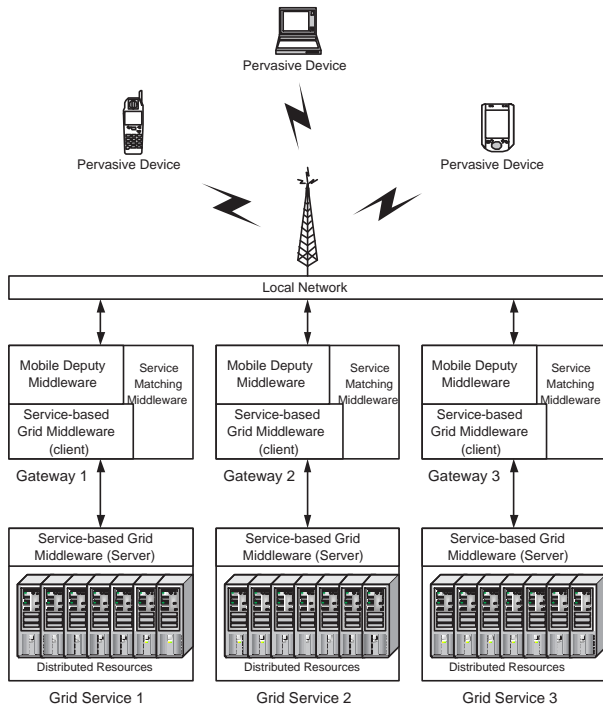 Pervasive Device
Pervasive Device
Pervasive Device
Local Network
Mobile Deputy
Middleware
Service
Matching
Middleware
Service-based
Grid Middleware
(client)
Gateway 1
Mobile Deputy
Middleware
Service
Matching
Middleware
Service-based
Grid Middleware
(client)
Gateway 2
Mobile Deputy
Middleware
Service
Matching
Middleware
Service-based
Grid Middleware
(client)
Gateway 3
Service-based Grid
Middleware (Server)
Distributed Resources
Grid Service 1
Service-based Grid
Middleware (Server)
Distributed Resources
Grid Service 2
Service-based Grid
Middleware (Server)
Distributed Resources
Grid Service 3